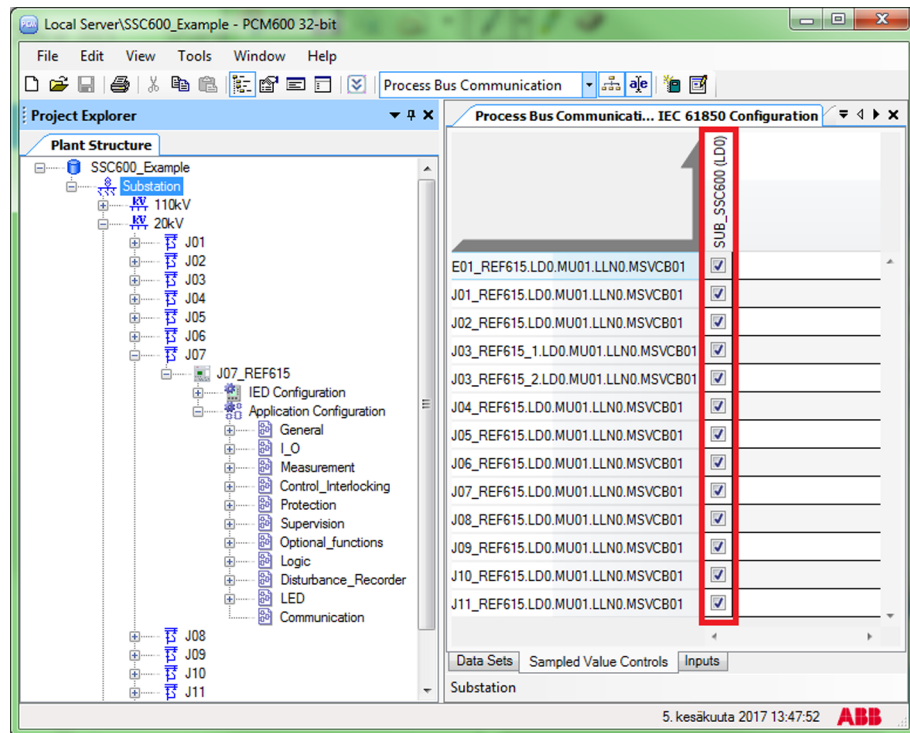 Local Server\SSC600_Example - PCM600 32-bit
File Edit View Tools Window Help
Process Bus Communication
Project Explorer
Plant Structure
SSC600_Example
Substation
110kV
20kV
J01
J02
J03
J04
J05
J06
J07
J07_REF615
IED Configuration
Application Configuration
General
I_O
Measurement
Control_Interlocking
Protection
Supervision
Optional_functions
Logic
Disturbance_Recorder
LED
Communication
J08
J09
J10
J11
Process Bus Communicati... IEC 61850 Configuration
SUB_SSC600 (LD0)
E01_REF615.LD0.MU01.LLN0.MSVCB01
J01_REF615.LD0.MU01.LLN0.MSVCB01
J02_REF615.LD0.MU01.LLN0.MSVCB01
J03_REF615_1.LD0.MU01.LLN0.MSVCB01
J03_REF615_2.LD0.MU01.LLN0.MSVCB01
J04_REF615.LD0.MU01.LLN0.MSVCB01
J05_REF615.LD0.MU01.LLN0.MSVCB01
J06_REF615.LD0.MU01.LLN0.MSVCB01
J07_REF615.LD0.MU01.LLN0.MSVCB01
J08_REF615.LD0.MU01.LLN0.MSVCB01
J09_REF615.LD0.MU01.LLN0.MSVCB01
J10_REF615.LD0.MU01.LLN0.MSVCB01
J11_REF615.LD0.MU01.LLN0.MSVCB01
Data Sets Sampled Value Controls Inputs
Substation
5. kesäkuuta 2017 13:47:52 ABB